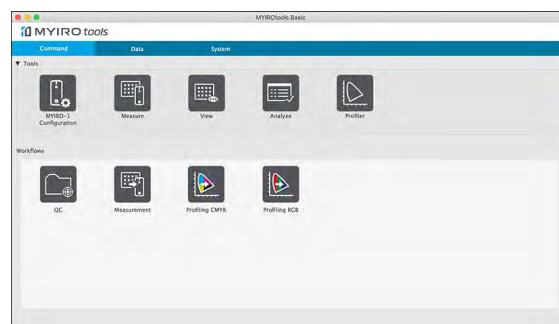 MYIROtools Basic
MYIRO tools
Command Data System
▼ Tools
MYIRO-1 Configuration Measure View Analyze Profiler
Workflows
QC Measurement Profiling CMYK Profiling RGB